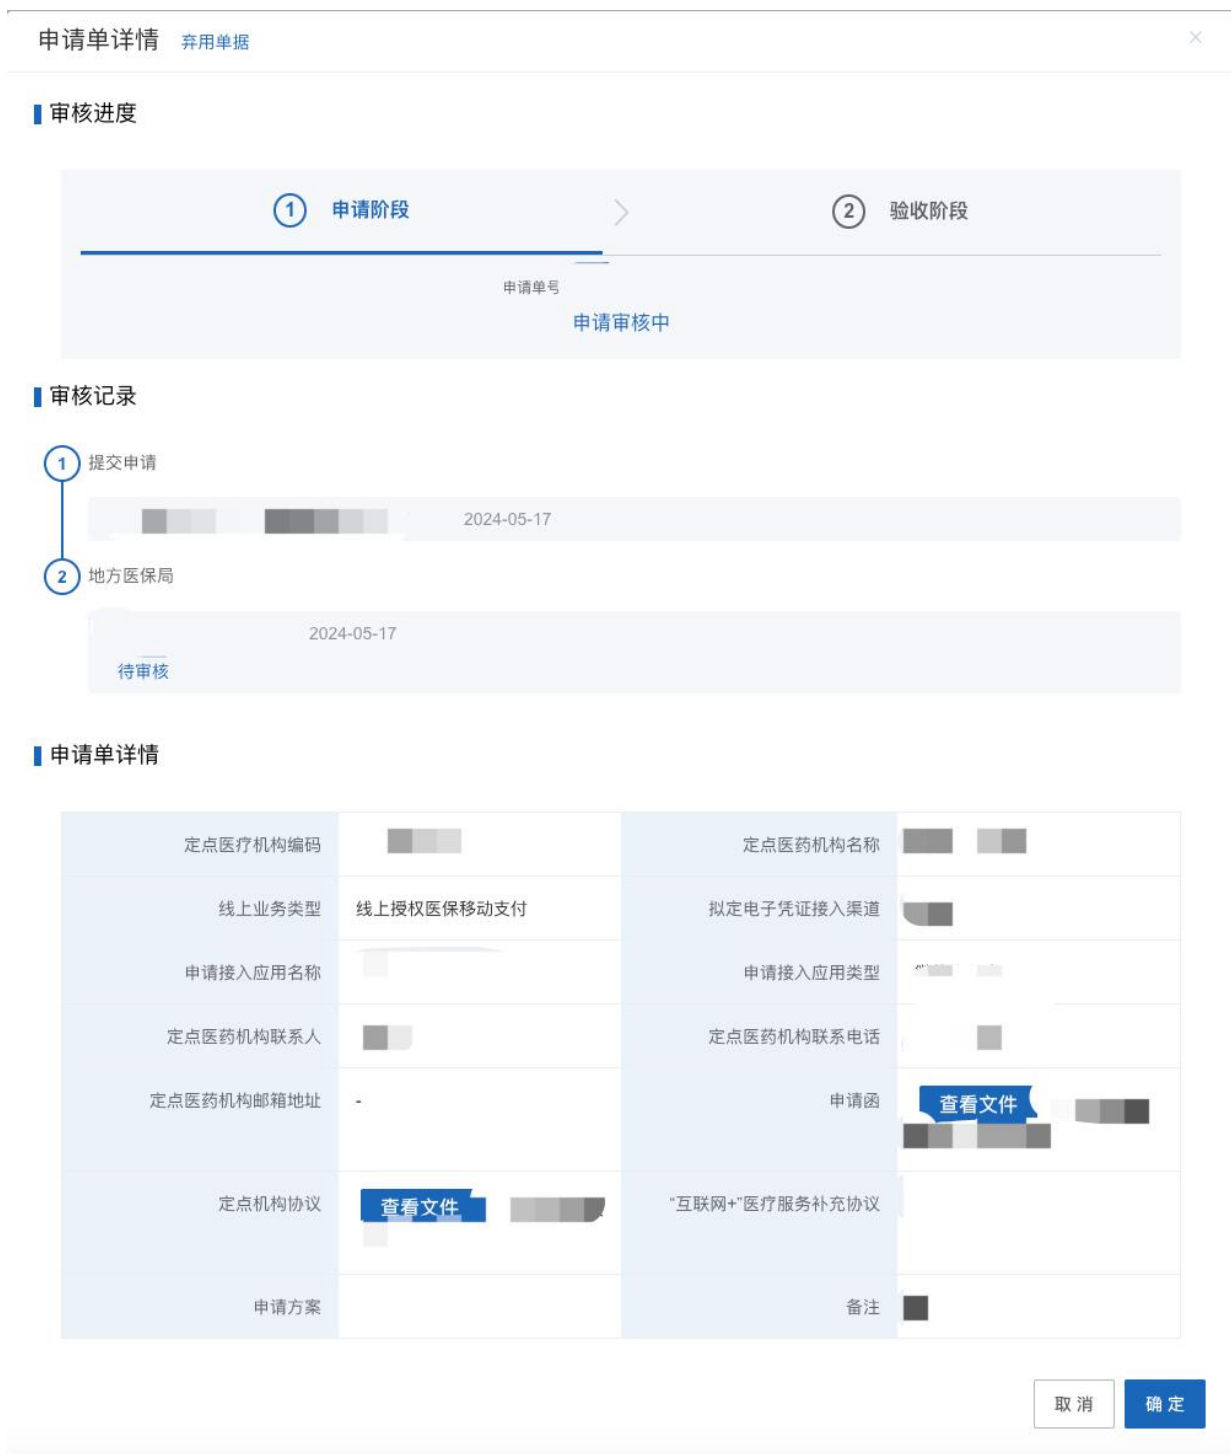 申请单详情 弃用单据
审核进度
1 申请阶段 2 验收阶段
申请单号
申请审核中
审核记录
1 提交申请
2024-05-17
2 地方医保局
2024-05-17
待审核
申请单详情
定点医疗机构编码 定点医药机构名称
线上业务类型 线上授权医保移动支付 拟定电子凭证接入渠道
申请接入应用名称 申请接入应用类型
定点医药机构联系人 定点医药机构联系电话
定点医药机构邮箱地址 - 申请函 查看文件
定点机构协议 查看文件 “互联网+”医疗服务补充协议
申请方案 备注
取消 确定